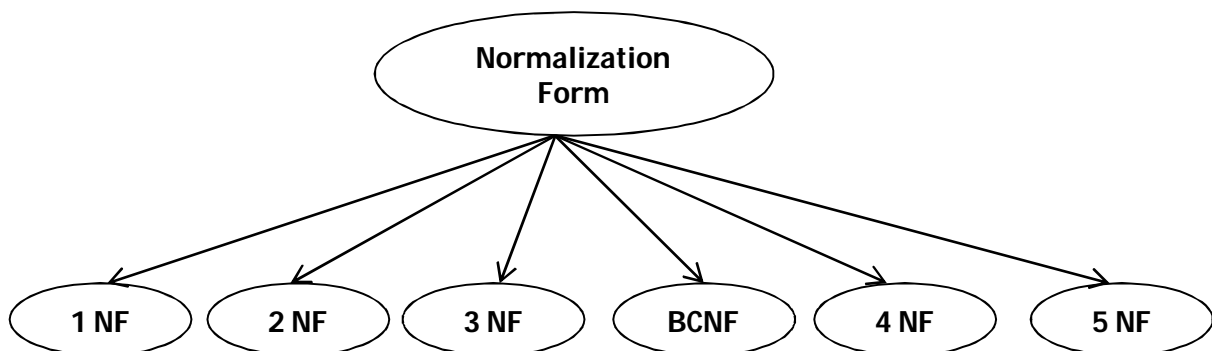 Normalization
Form
1 NF
2 NF
3 NF
BCNF
4 NF
5 NF